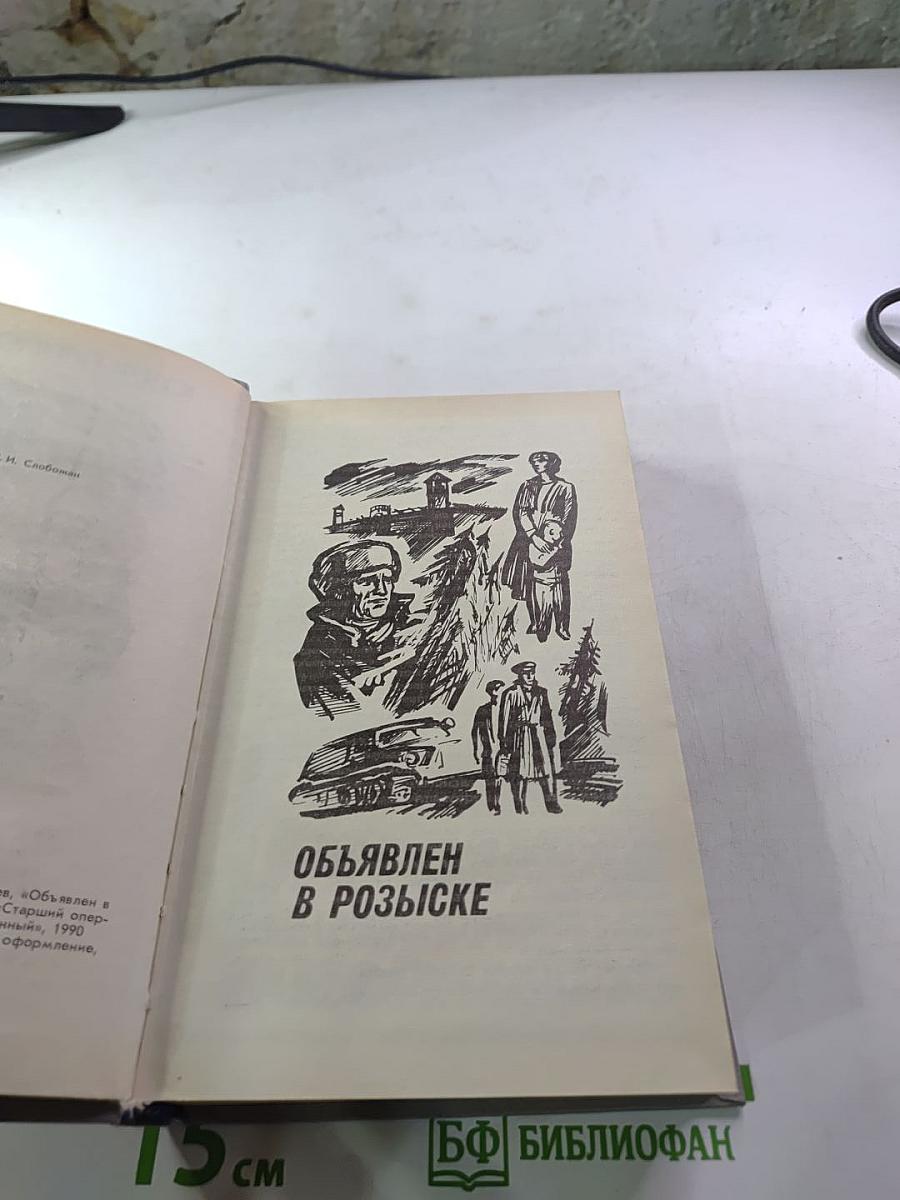 И. Слобожан
ОБЪЯВЛЕН
В РОЗЫСКЕ
ев, «Объявлен в
«Старший опер-
нный», 1990
оформление,
15 см
БФ БИБЛИОФАН